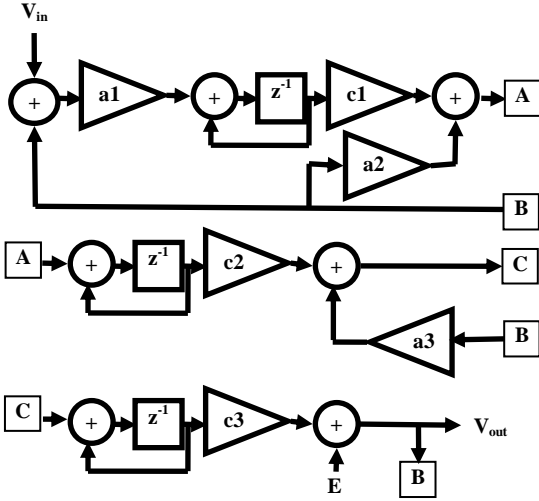 V_in
+
a1
+
z⁻¹
c1
+
A
a2
B
A
+
z⁻¹
c2
+
C
a3
B
C
+
z⁻¹
c3
+
V_out
E
B